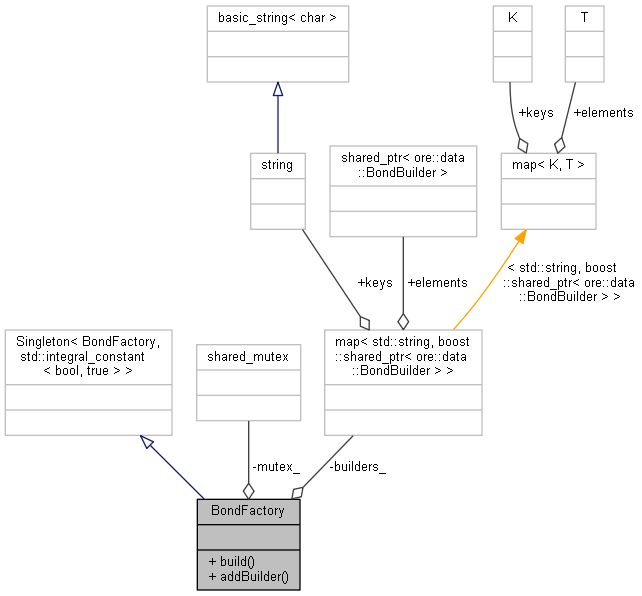 basic_string< char >
K
T
+keys
+elements
string
shared_ptr< ore::data
::BondBuilder >
map< K, T >
+keys
+elements
< std::string, boost
::shared_ptr< ore::data
::BondBuilder > >
Singleton< BondFactory,
std::integral_constant
< bool, true > >
shared_mutex
map< std::string, boost
::shared_ptr< ore::data
::BondBuilder > >
-mutex_
-builders_
BondFactory
+ build()
+ addBuilder()